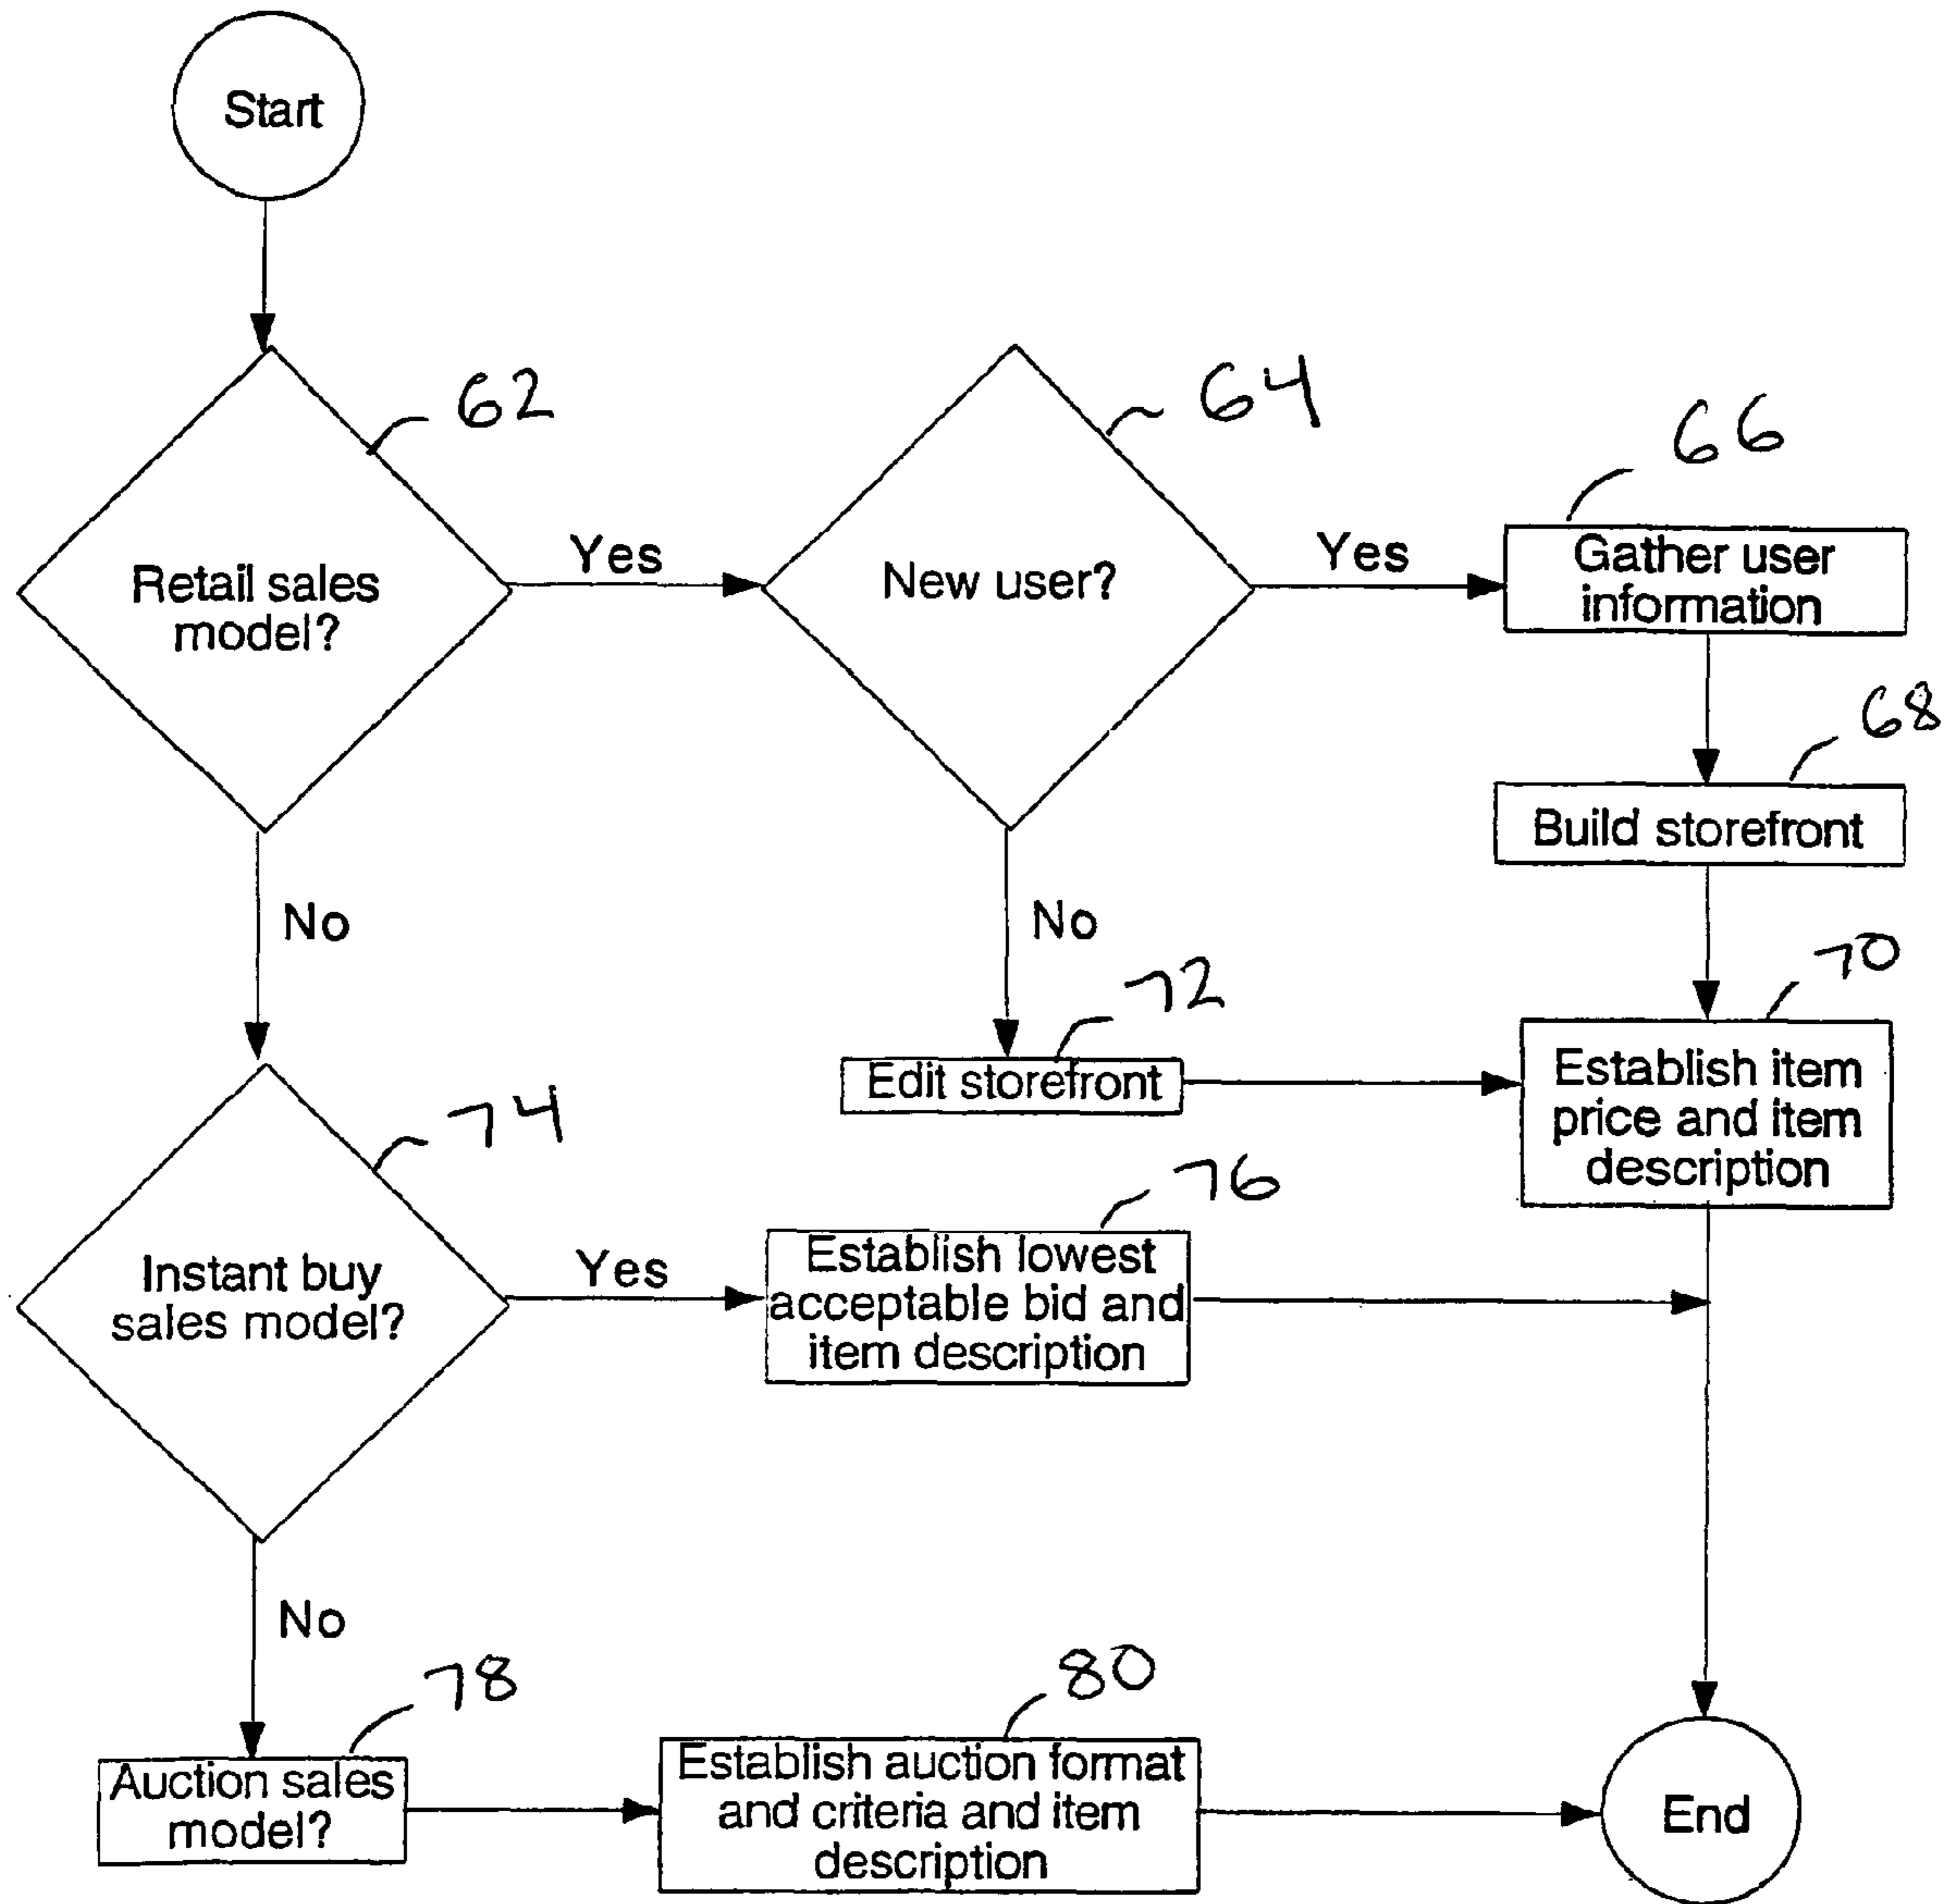 Start
62
64
66
Retail sales
model?
Yes
New user?
Yes
Gather user
information
68
Build storefront
No
No
70
72
Edit storefront
Establish item
price and item
description
74
76
Instant buy
sales model?
Yes
Establish lowest
acceptable bid and
item description
No
78
80
Auction sales
model?
Establish auction format
and criteria and item
description
End